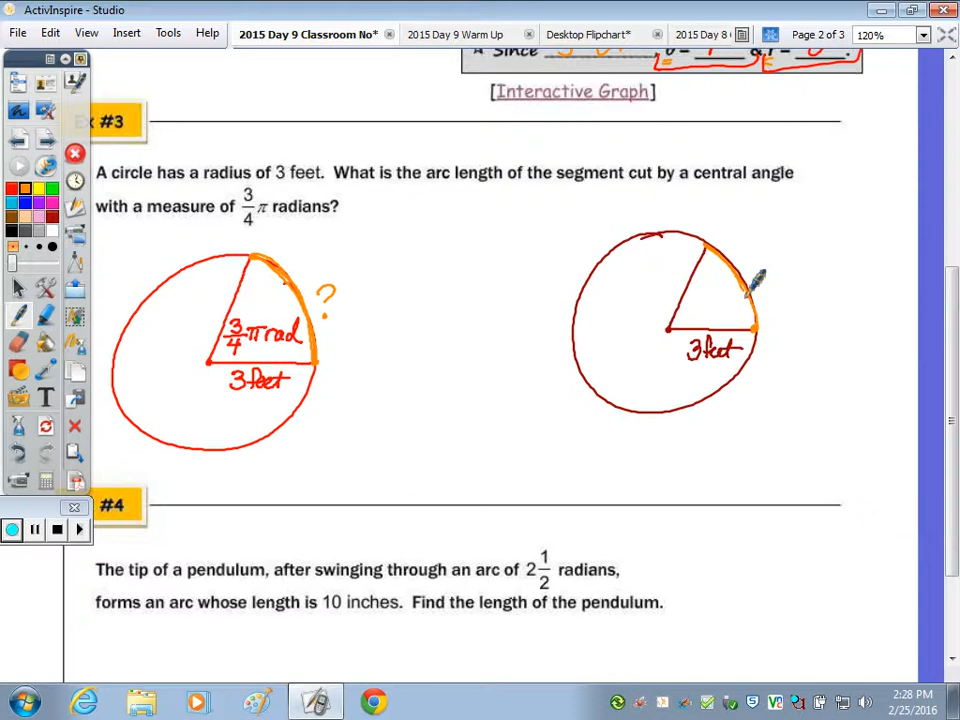 ActivInspire - Studio
File Edit View Insert Tools Help 2015 Day 9 Classroom No* 2015 Day 9 Warm Up Desktop Flipchart* 2015 Day 8 Page 2 of 3 120%
[Interactive Graph]
Ex #3
A circle has a radius of 3 feet. What is the arc length of the segment cut by a central angle
with a measure of 3/4 π radians?
?
3/4 π rad
3 feet
3 feet
#4
The tip of a pendulum, after swinging through an arc of 2 1/2 radians,
forms an arc whose length is 10 inches. Find the length of the pendulum.
2:28 PM
2/25/2016